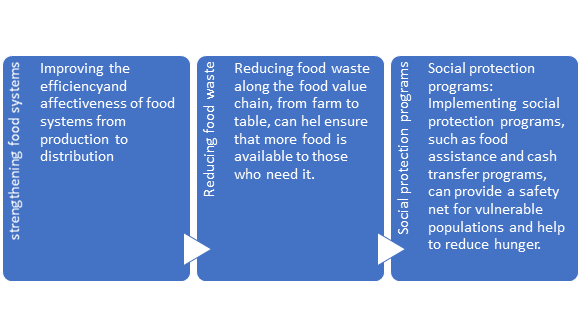 strengthening food systems
Improving the
efficiencyand
affectiveness of food
systems from
production to
distribution
Reducing food waste
Reducing food waste
along the food value
chain, from farm to
table, can hel ensure
that more food is
available to those
who need it.
Social protection programs
Social protection
programs:
Implementing social
protection programs,
such as food
assistance and cash
transfer programs,
can provide a safety
net for vulnerable
populations and help
to reduce hunger.